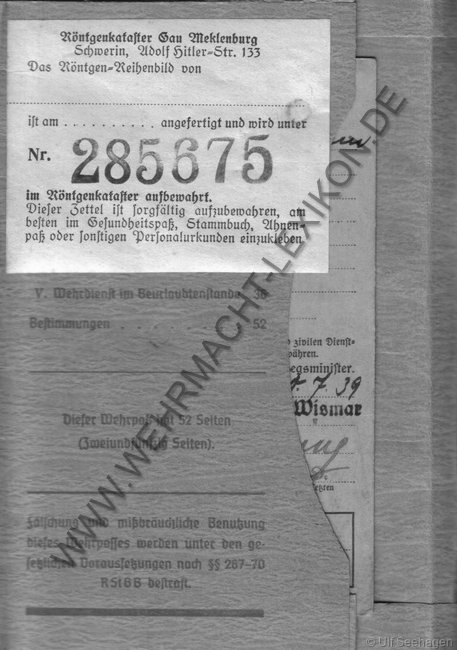 Röntgenkataster Gau Meklenburg
Schwerin, Adolf Hitler-Str. 133
Das Röntgen-Reihenbild von
ist am . . . . . . . . . . angefertigt und wird unter
Nr. 285675
im Röntgenkataster aufbewahrt.
Dieser Zettel ist sorgfältig aufzubewahren, am
besten im Gesundheitspaß, Stammbuch, Ahnen-
paß oder sonstigen Personalurkunden einzukleben
V. Wehrdienst im Beurlaubtenstande 36
Bestimmungen . . . . . . . 52
Dieser Wehrpaß hat 52 Seiten
(Zweiundfünfzig Seiten).
Fälschung und mißbräuchliche Benutzung
dieses Wehrpasses werden unter den ge-
setzlichen Voraussetzungen nach §§ 267-70
RStGB bestraft.
zivilen Dienst-
währen.
egsminister.
7. 39
Wismar
WWW.WEHRMACHT-LEXIKON.DE
© Ulf Seehagen